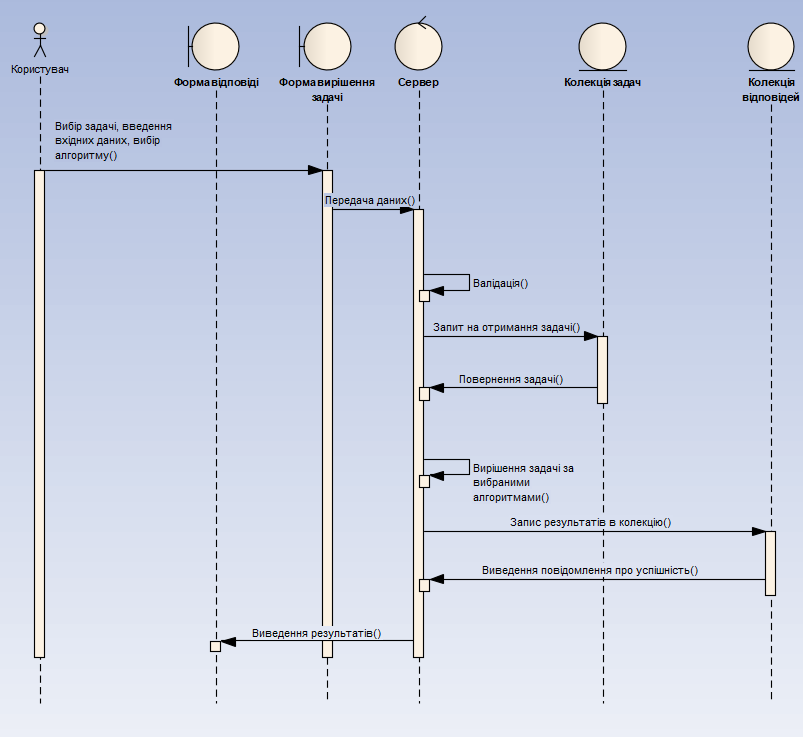 Користувач
Форма відповіді
Форма вирішення
задачі
Сервер
Колекція задач
Колекція
відповідей
Вибір задачі, введення
вхідних даних, вибір
алгоритму()
Передача даних()
Валідація()
Запит на отримання задачі()
Повернення задачі()
Вирішення задачі за
вибраними
алгоритмами()
Запис результатів в колекцію()
Виведення повідомлення про успішність()
Виведення результатів()